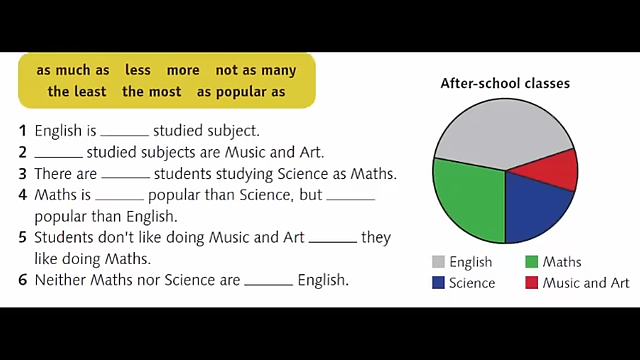 as much as less more not as many
the least the most as popular as
After-school classes
1 English is ______ studied subject.
2 ______ studied subjects are Music and Art.
3 There are ______ students studying Science as Maths.
4 Maths is ______ popular than Science, but ______
popular than English.
5 Students don't like doing Music and Art ______ they
like doing Maths.
6 Neither Maths nor Science are ______ English.
English Maths
Science Music and Art